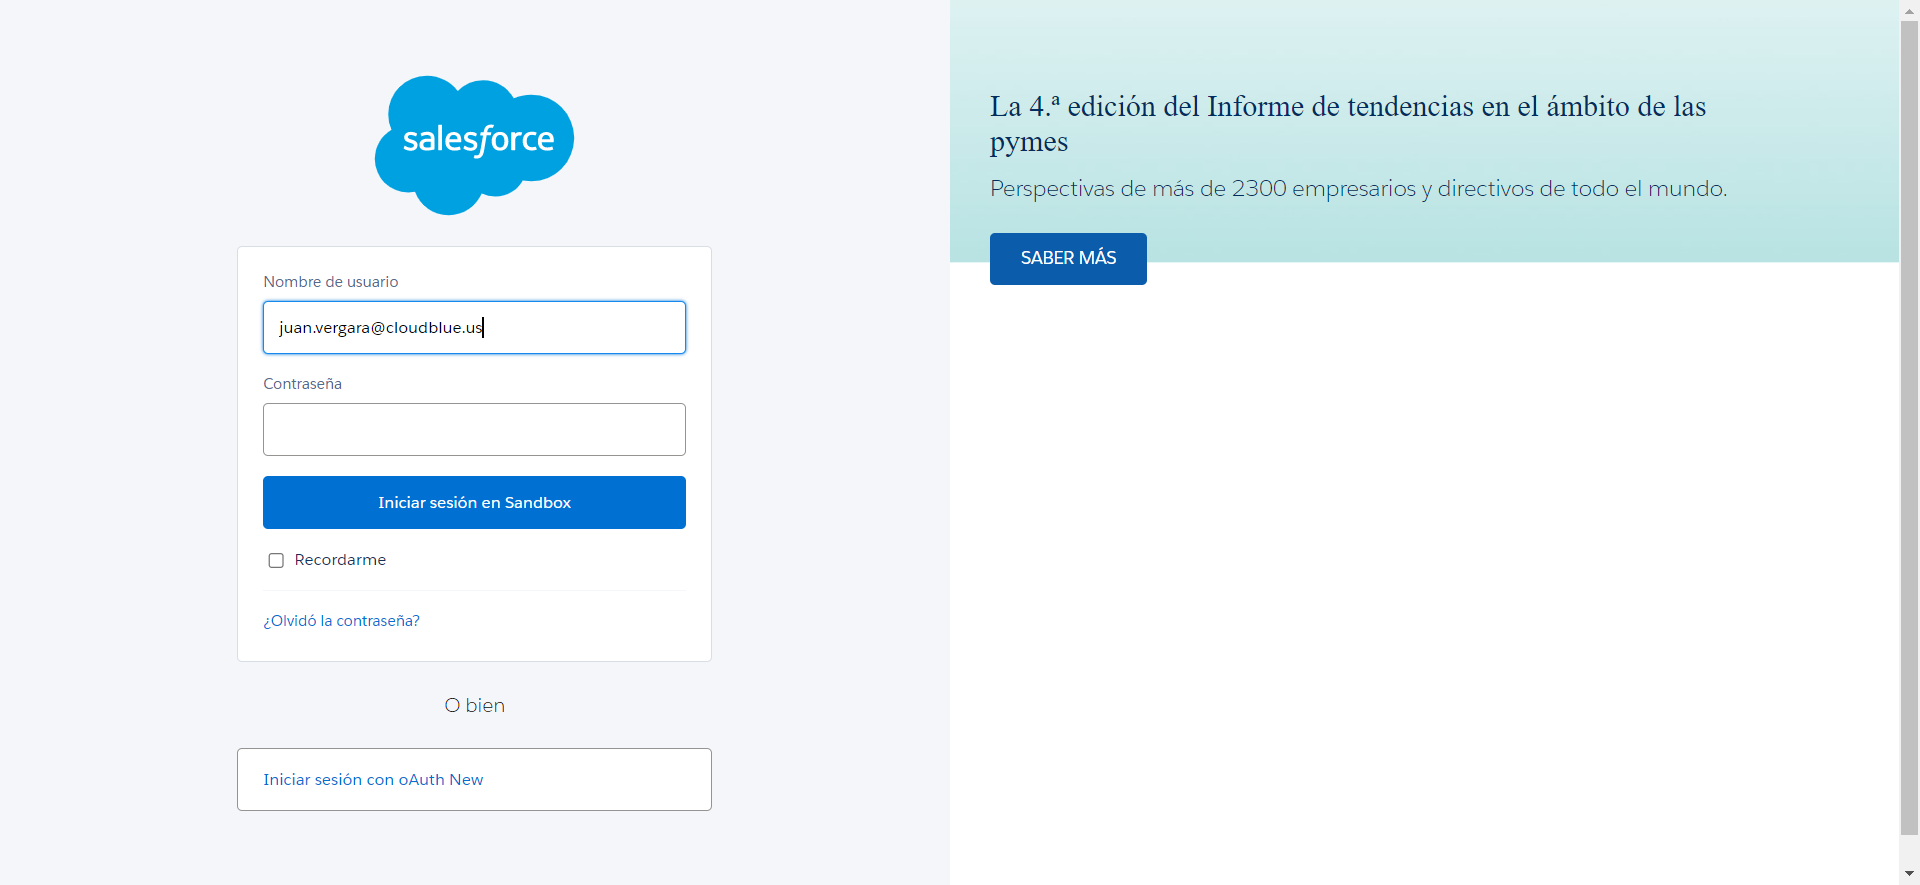 salesforce
Nombre de usuario
juan.vergara@cloudblue.us
Contraseña
Iniciar sesión en Sandbox
Recordarme
¿Olvidó la contraseña?
O bien
Iniciar sesión con oAuth New
La 4.ª edición del Informe de tendencias en el ámbito de las
pymes
Perspectivas de más de 2300 empresarios y directivos de todo el mundo.
SABER MÁS